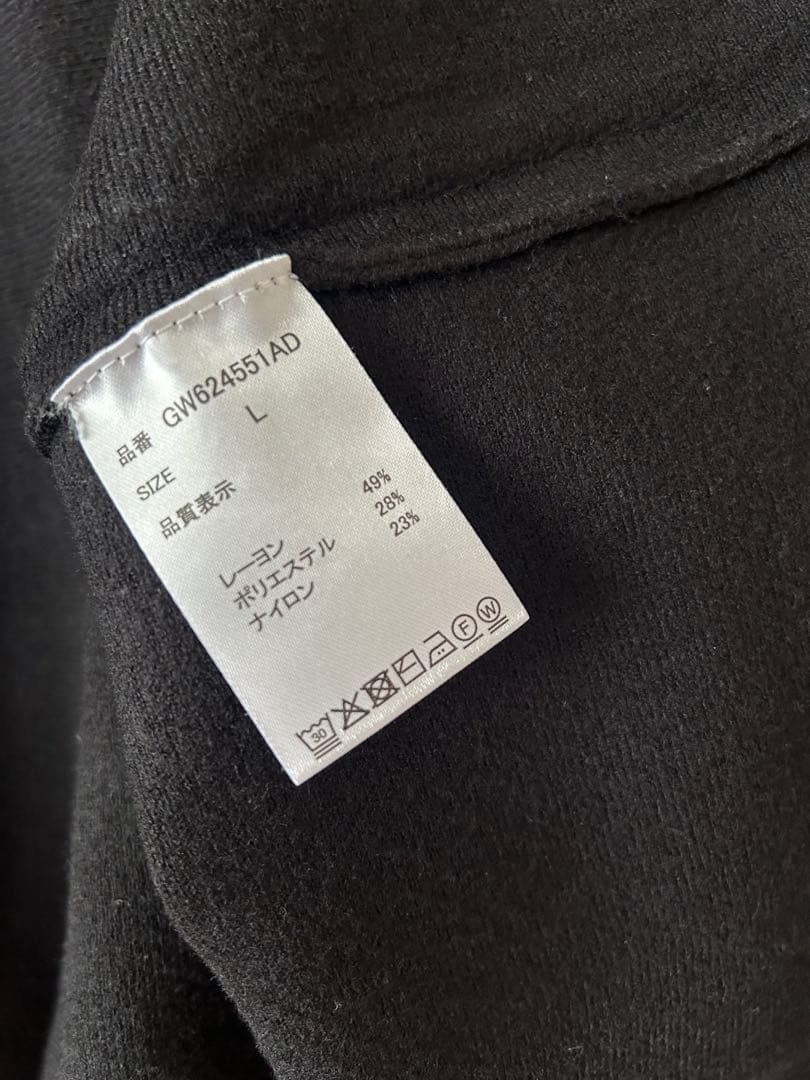 品番 GW624551AD
SIZE L
品質表示
レーヨン 49%
ポリエステル 28%
ナイロン 23%
30 F W